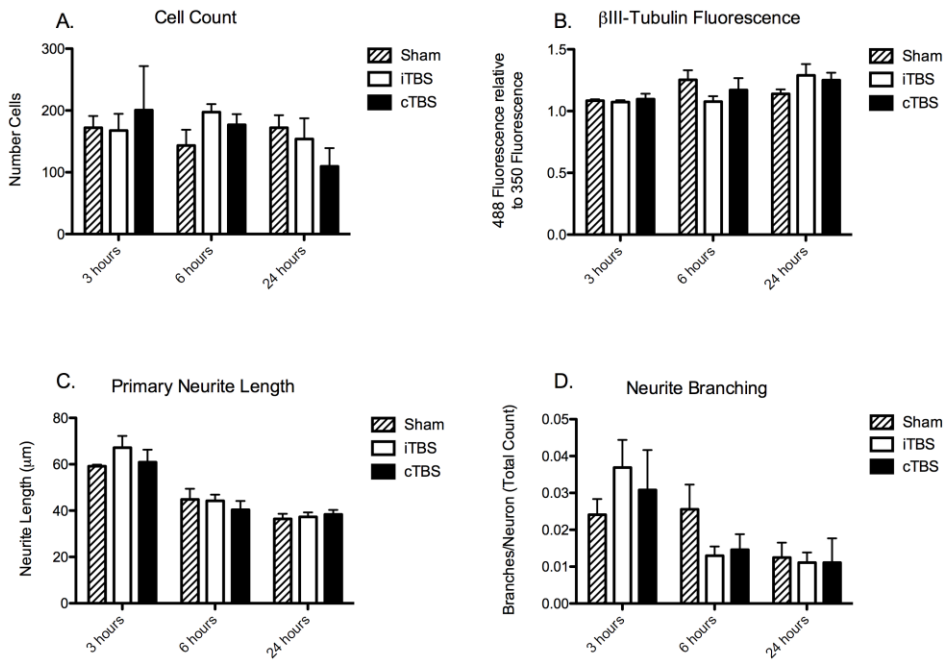 A.
Cell Count
Number Cells
300
200
100
0
3 hours
6 hours
24 hours
Sham
iTBS
cTBS
B.
βIII-Tubulin Fluorescence
488 Fluorescence relative
to 350 Fluorescence
1.5
1.0
0.5
0.0
3 hours
6 hours
24 hours
Sham
iTBS
cTBS
C.
Primary Neurite Length
Neurite Length (μm)
80
60
40
20
0
3 hours
6 hours
24 hours
Sham
iTBS
cTBS
D.
Neurite Branching
Branches/Neuron (Total Count)
0.05
0.04
0.03
0.02
0.01
0.00
3 hours
6 hours
24 hours
Sham
iTBS
cTBS